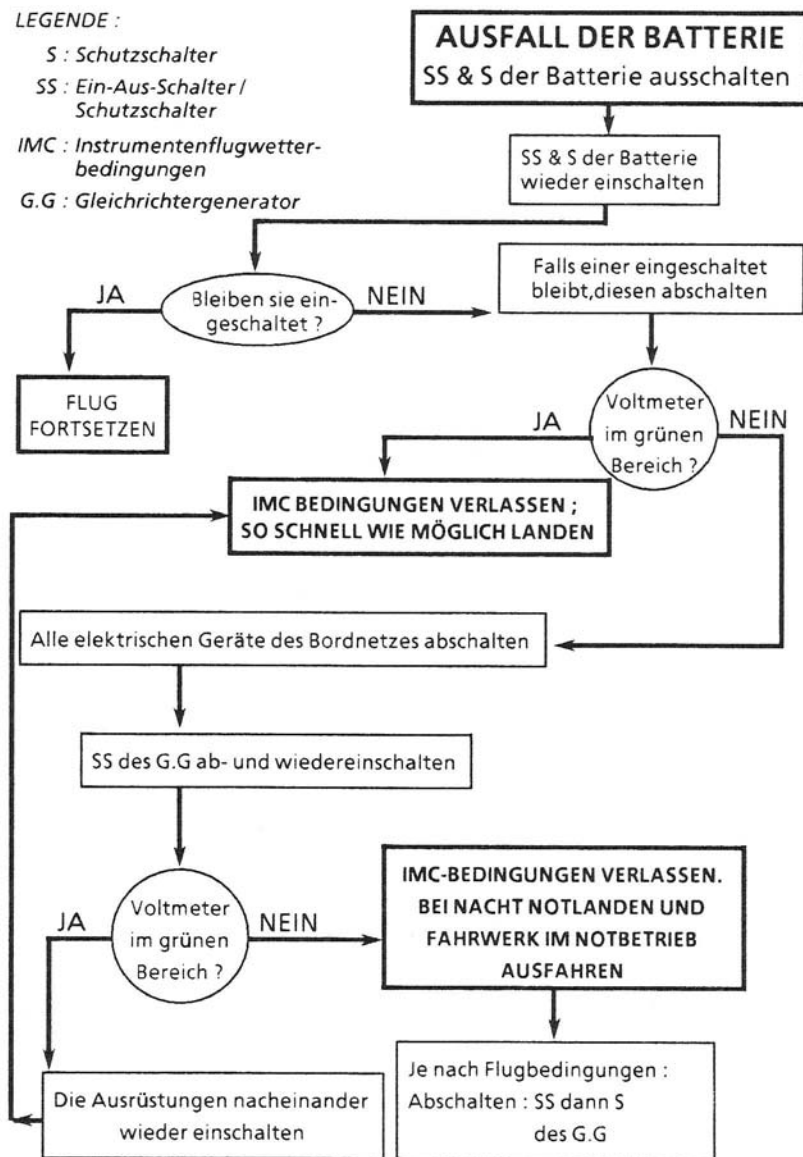 LEGENDE :
S : Schutzschalter
SS : Ein-Aus-Schalter /
Schutzschalter
IMC : Instrumentenflugwetter-
bedingungen
G.G : Gleichrichtergenerator
AUSFALL DER BATTERIE
SS & S der Batterie ausschalten
SS & S der Batterie
wieder einschalten
Bleiben sie ein-
geschaltet ?
JA
NEIN
FLUG
FORTSETZEN
Falls einer eingeschaltet
bleibt,diesen abschalten
Voltmeter
im grünen
Bereich ?
JA
NEIN
IMC BEDINGUNGEN VERLASSEN ;
SO SCHNELL WIE MÖGLICH LANDEN
Alle elektrischen Geräte des Bordnetzes abschalten
SS des G.G ab- und wiedereinschalten
Voltmeter
im grünen
Bereich ?
JA
NEIN
IMC-BEDINGUNGEN VERLASSEN.
BEI NACHT NOTLANDEN UND
FAHRWERK IM NOTBETRIEB
AUSFAHREN
Die Ausrüstungen nacheinander
wieder einschalten
Je nach Flugbedingungen :
Abschalten : SS dann S
des G.G